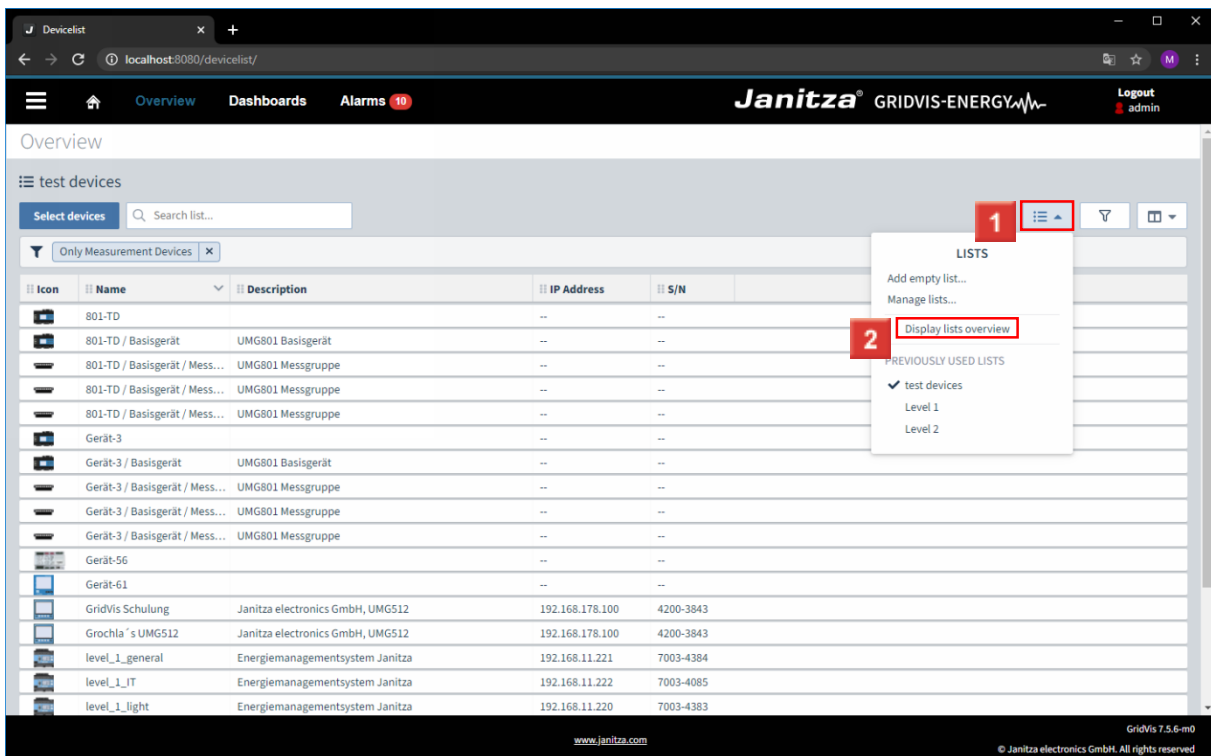 J Devicelist × +
localhost:8080/devicelist/ M
Overview Dashboards Alarms 10 Janitza® GRIDVIS-ENERGY Logout
admin
Overview
test devices
Select devices Search list... 1
Only Measurement Devices × LISTS
Add empty list...
Manage lists...
2 Display lists overview
PREVIOUSLY USED LISTS
✔ test devices
Level 1
Level 2
Icon Name Description IP Address S/N
801-TD -- --
801-TD / Basisgerät UMG801 Basisgerät -- --
801-TD / Basisgerät / Mess... UMG801 Messgruppe -- --
801-TD / Basisgerät / Mess... UMG801 Messgruppe -- --
801-TD / Basisgerät / Mess... UMG801 Messgruppe -- --
Gerät-3 -- --
Gerät-3 / Basisgerät UMG801 Basisgerät -- --
Gerät-3 / Basisgerät / Mess... UMG801 Messgruppe -- --
Gerät-3 / Basisgerät / Mess... UMG801 Messgruppe -- --
Gerät-3 / Basisgerät / Mess... UMG801 Messgruppe -- --
Gerät-56 -- --
Gerät-61 -- --
GridVis Schulung Janitza electronics GmbH, UMG512 192.168.178.100 4200-3843
Grochla´s UMG512 Janitza electronics GmbH, UMG512 192.168.178.100 4200-3843
level_1_general Energiemanagementsystem Janitza 192.168.11.221 7003-4384
level_1_IT Energiemanagementsystem Janitza 192.168.11.222 7003-4085
level_1_light Energiemanagementsystem Janitza 192.168.11.220 7003-4383
GridVis 7.5.6-m0
www.janitza.com
© Janitza electronics GmbH. All rights reserved